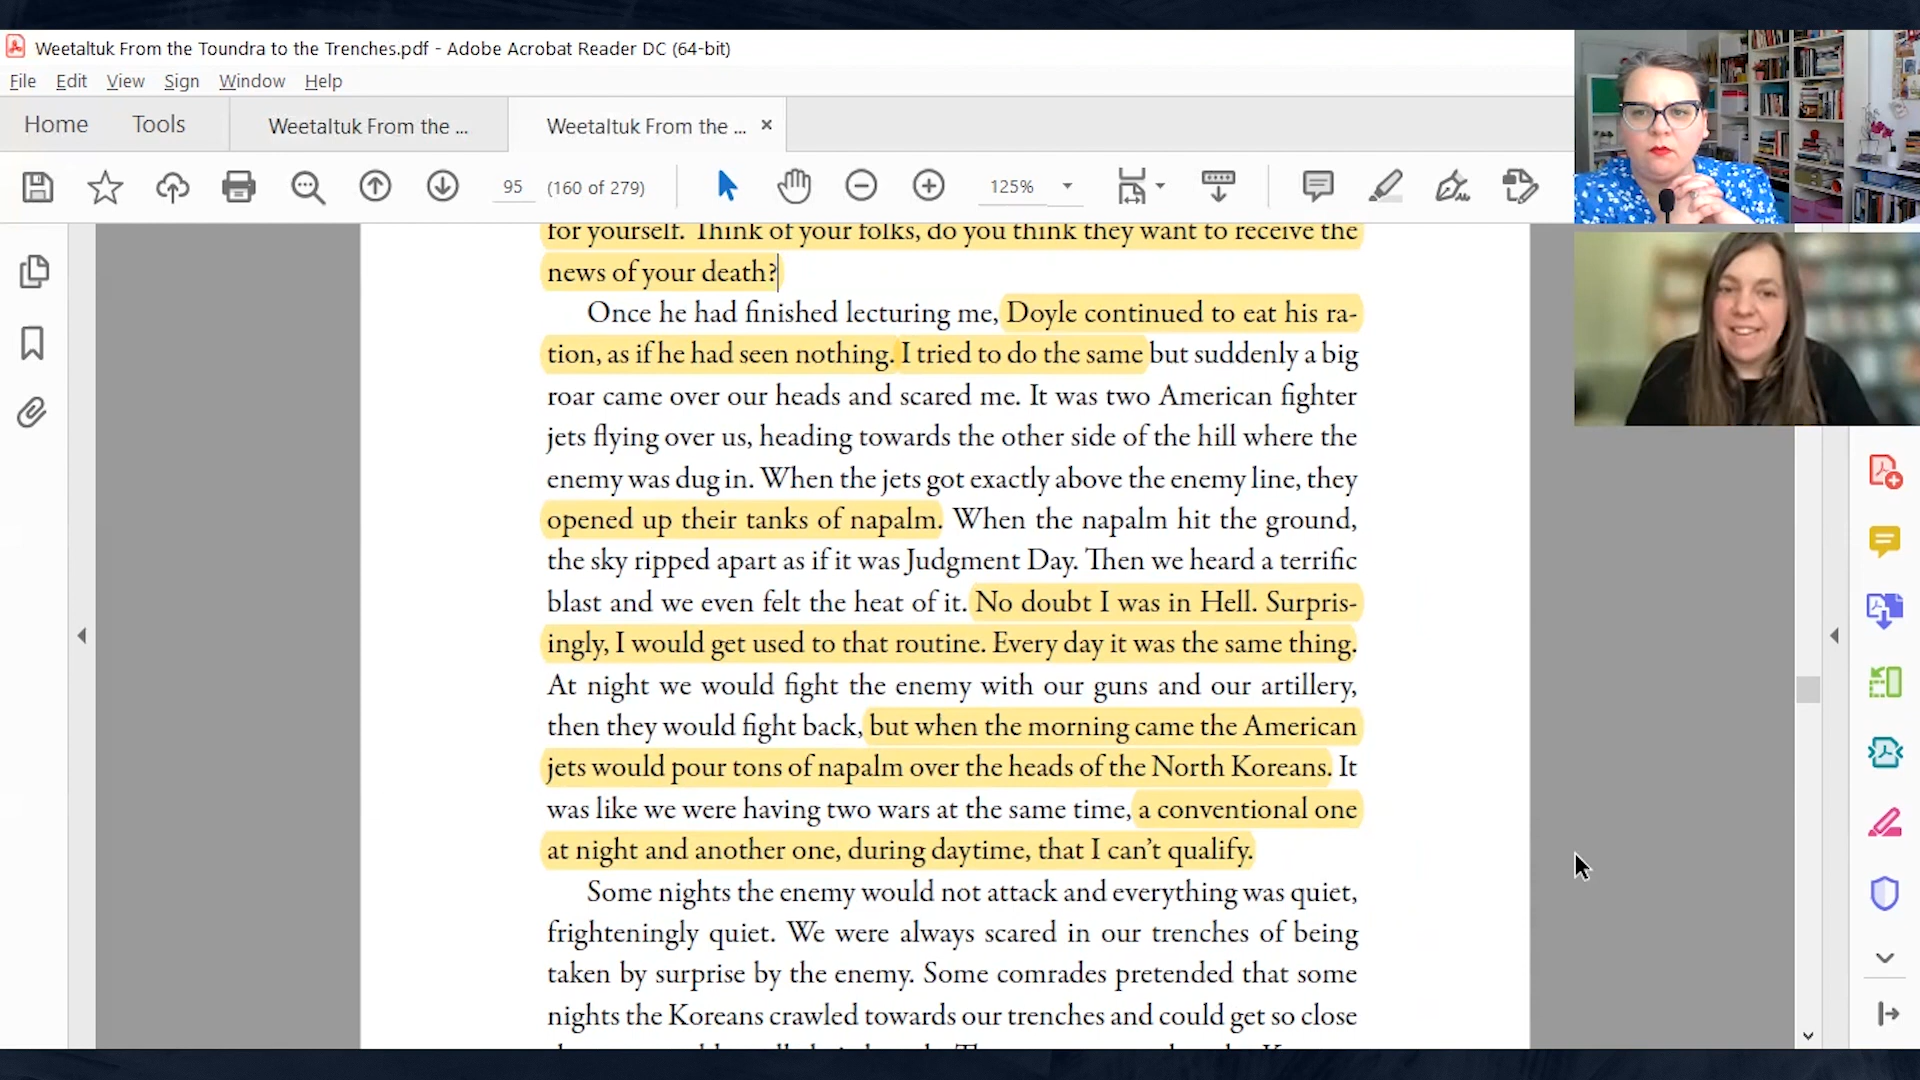 Weetaltuk From the Toundra to the Trenches.pdf - Adobe Acrobat Reader DC (64-bit)
File Edit View Sign Window Help
Home Tools Weetaltuk From the ... Weetaltuk From the ... ×
95 (160 of 279) 125%
for yourself. Think of your folks, do you think they want to receive the
news of your death?
Once he had finished lecturing me, Doyle continued to eat his ra-
tion, as if he had seen nothing. I tried to do the same but suddenly a big
roar came over our heads and scared me. It was two American fighter
jets flying over us, heading towards the other side of the hill where the
enemy was dug in. When the jets got exactly above the enemy line, they
opened up their tanks of napalm. When the napalm hit the ground,
the sky ripped apart as if it was Judgment Day. Then we heard a terrific
blast and we even felt the heat of it. No doubt I was in Hell. Surpris-
ingly, I would get used to that routine. Every day it was the same thing.
At night we would fight the enemy with our guns and our artillery,
then they would fight back, but when the morning came the American
jets would pour tons of napalm over the heads of the North Koreans. It
was like we were having two wars at the same time, a conventional one
at night and another one, during daytime, that I can’t qualify.
Some nights the enemy would not attack and everything was quiet,
frighteningly quiet. We were always scared in our trenches of being
taken by surprise by the enemy. Some comrades pretended that some
nights the Koreans crawled towards our trenches and could get so close